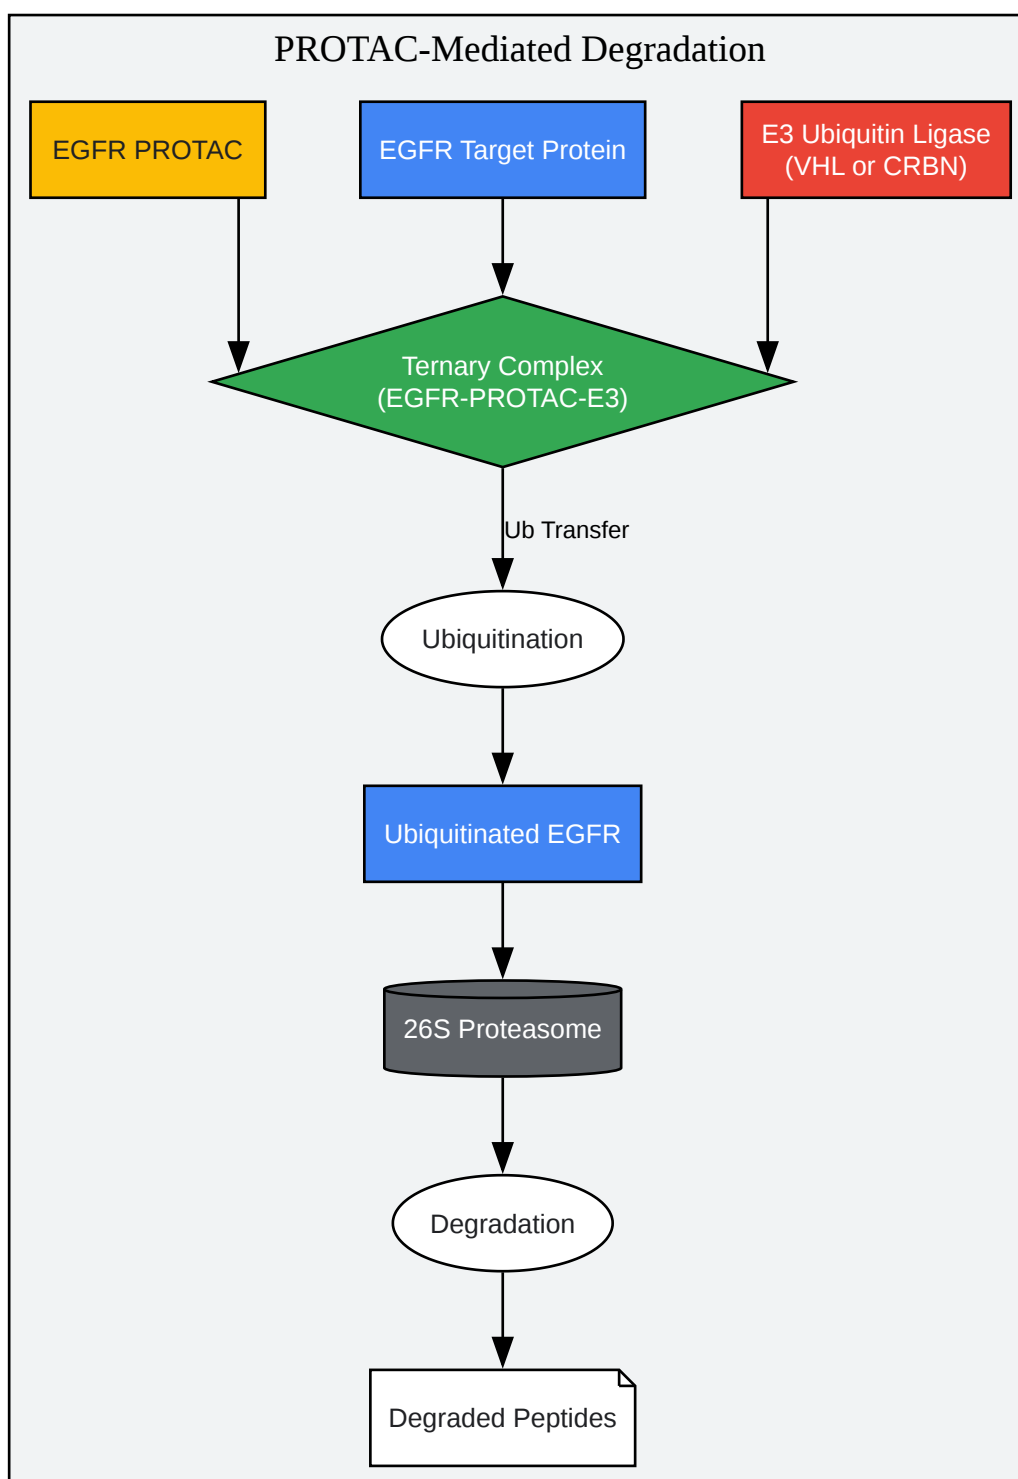 PROTAC-Mediated Degradation
EGFR PROTAC
EGFR Target Protein
E3 Ubiquitin Ligase
(VHL or CRBN)
Ternary Complex
(EGFR-PROTAC-E3)
Ub Transfer
Ubiquitination
Ubiquitinated EGFR
26S Proteasome
Degradation
Degraded Peptides